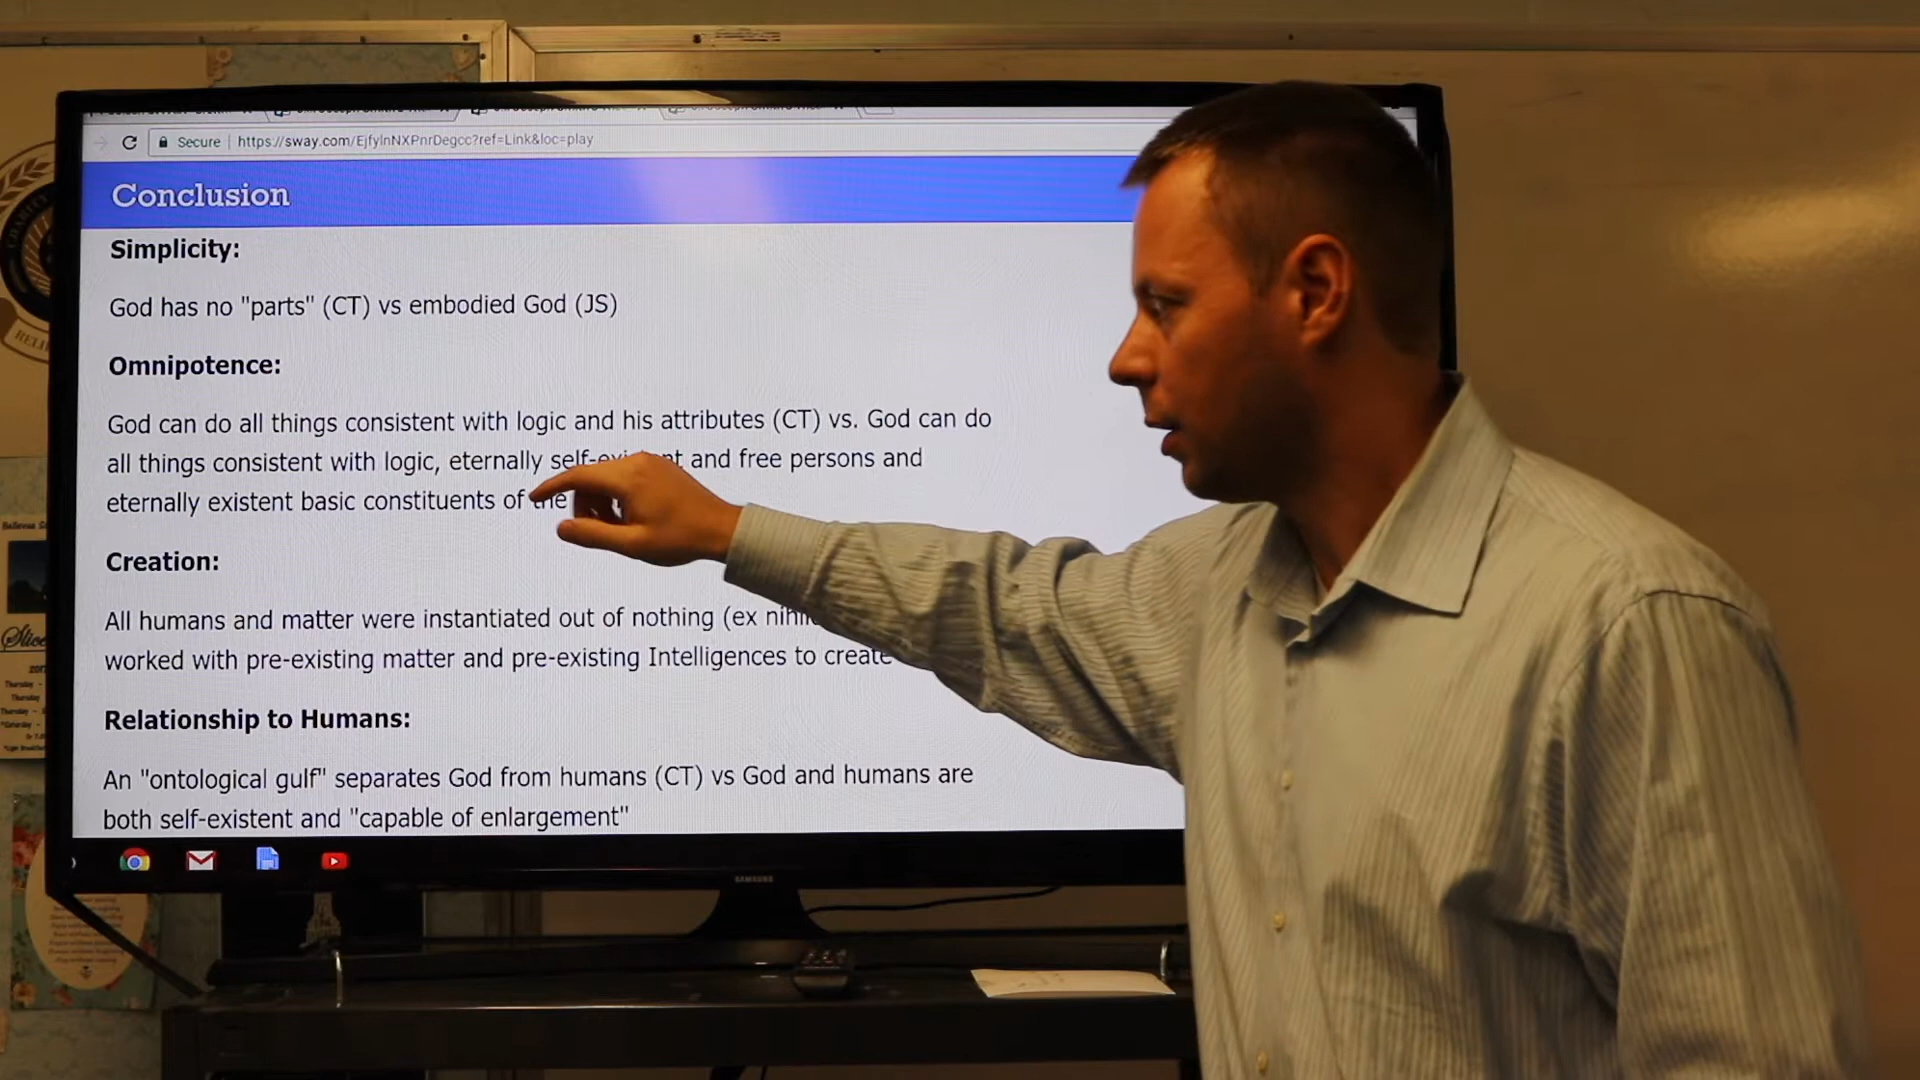 Secure | https://sway.com/EjfylnNXPnrDegcc?ref=Link&loc=play
Conclusion
Simplicity:
God has no "parts" (CT) vs embodied God (JS)
Omnipotence:
God can do all things consistent with logic and his attributes (CT) vs. God can do
all things consistent with logic, eternally self-existent and free persons and
eternally existent basic constituents of the
Creation:
All humans and matter were instantiated out of nothing (ex
worked with pre-existing matter and pre-existing Intelligences to create
Relationship to Humans:
An "ontological gulf" separates God from humans (CT) vs God and humans are
both self-existent and "capable of enlargement"
SAMSUNG